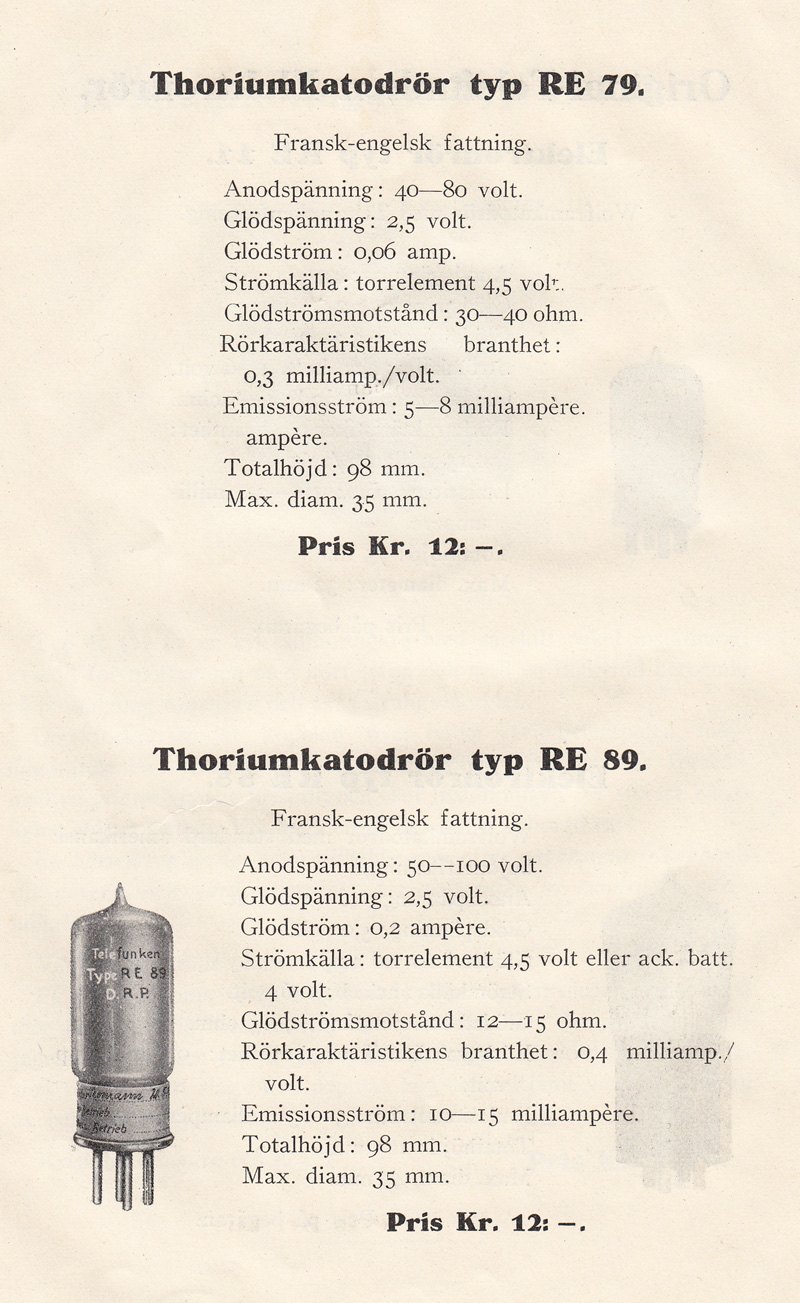 Thoriumkatodrör typ RE 79.
Fransk-engelsk fattning.
Anodspänning: 40—80 volt.
Glödspänning: 2,5 volt.
Glödström: 0,06 amp.
Strömkälla: torrelement 4,5 volt.
Glödströmsmotstånd: 30—40 ohm.
Rörkaraktäristikens branthet:
0,3 milliamp./volt.
Emissionsström: 5—8 milliampère.
ampère.
Totalhöjd: 98 mm.
Max. diam. 35 mm.
Pris Kr. 12: —.
Thoriumkatodrör typ RE 89.
Fransk-engelsk fattning.
Anodspänning: 50--100 volt.
Glödspänning: 2,5 volt.
Glödström: 0,2 ampère.
Strömkälla: torrelement 4,5 volt eller ack. batt.
4 volt.
Glödströmsmotstånd: 12—15 ohm.
Rörkaraktäristikens branthet: 0,4 milliamp./
volt.
Emissionsström: 10—15 milliampère.
Totalhöjd: 98 mm.
Max. diam. 35 mm.
Pris Kr. 12: —.
Telefunken
Type RE 89
D.R.P.
Betrieb